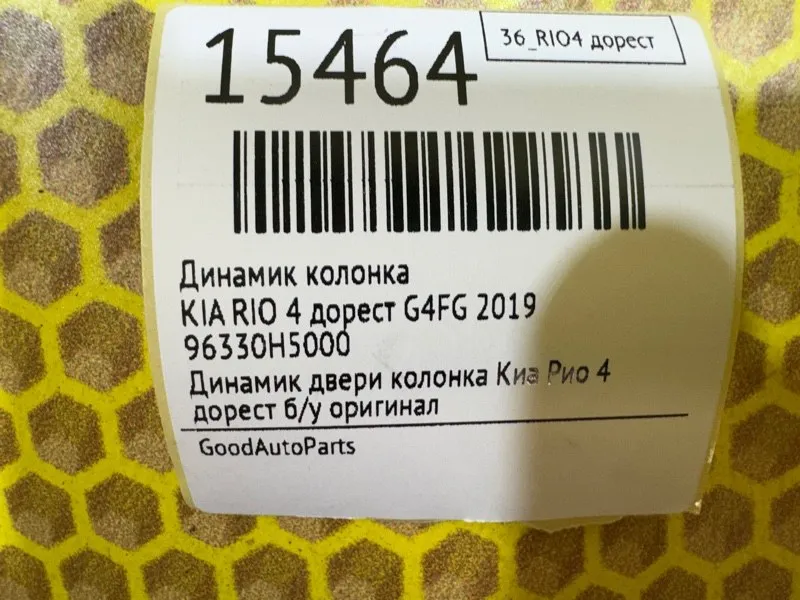 15464
36_RIO4 дорест
Динамик колонка
KIA RIO 4 дорест G4FG 2019
96330H5000
Динамик двери колонка Киа Рио 4
дорест б/у оригинал
GoodAutoParts